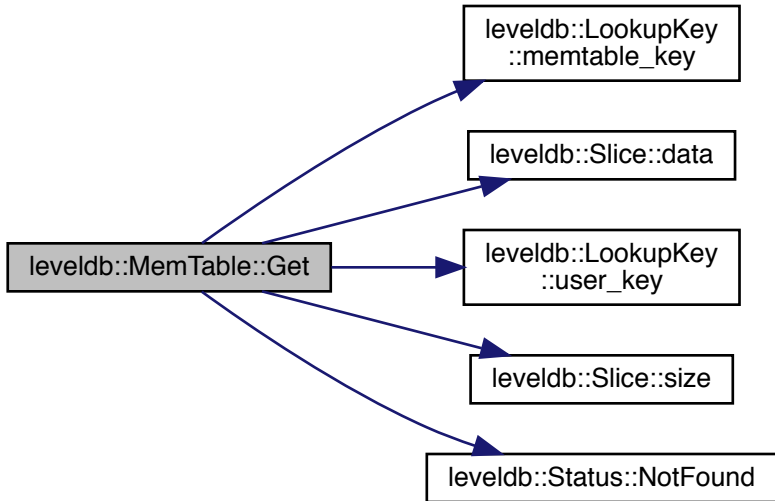 leveldb::LookupKey
::memtable_key
leveldb::Slice::data
leveldb::MemTable::Get
leveldb::LookupKey
::user_key
leveldb::Slice::size
leveldb::Status::NotFound